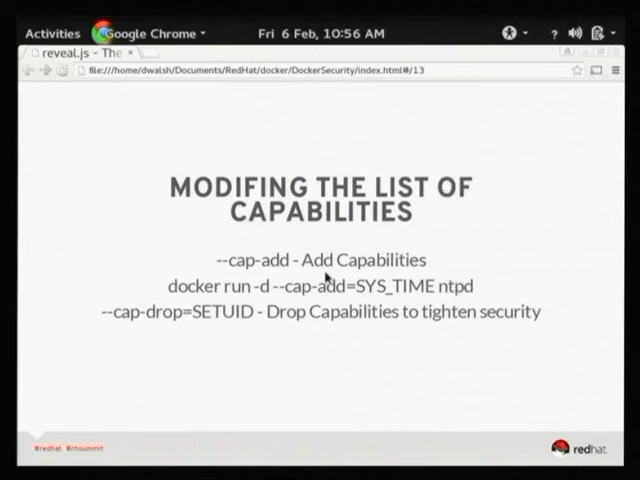 Activities Google Chrome Fri 6 Feb, 10:56 AM ?
reveal.js - The ×
file:///home/dwalsh/Documents/RedHat/docker/DockerSecurity/index.html#/13
MODIFING THE LIST OF
CAPABILITIES
--cap-add - Add Capabilities
docker run -d --cap-add=SYS_TIME ntpd
--cap-drop=SETUID - Drop Capabilities to tighten security
#redhat #rhsummit
redhat.